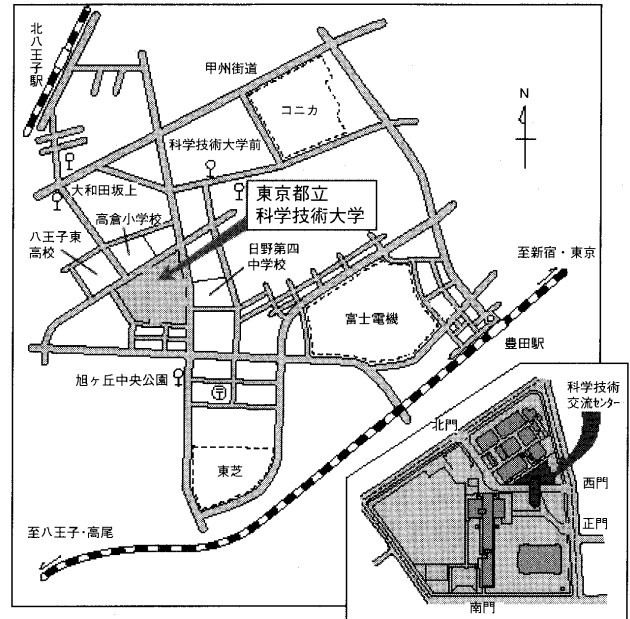 北八王子駅
甲州街道
コニカ
N
科学技術大学前
大和田坂上
東京都立
科学技術大学
高倉小学校
八王子東
高校
日野第四
中学校
至新宿・東京
富士電機
豊田駅
旭ヶ丘中央公園
〒
東芝
至八王子・高尾
科学技術
交流センター
北門
西門
正門
南門